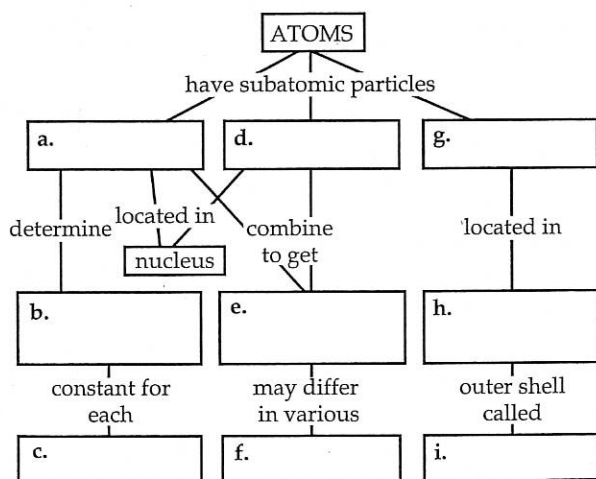 ATOMS
have subatomic particles
a.
d.
g.
determine
located in
combine
to get
located in
nucleus
b.
e.
h.
constant for
each
may differ
in various
outer shell
called
c.
f.
i.